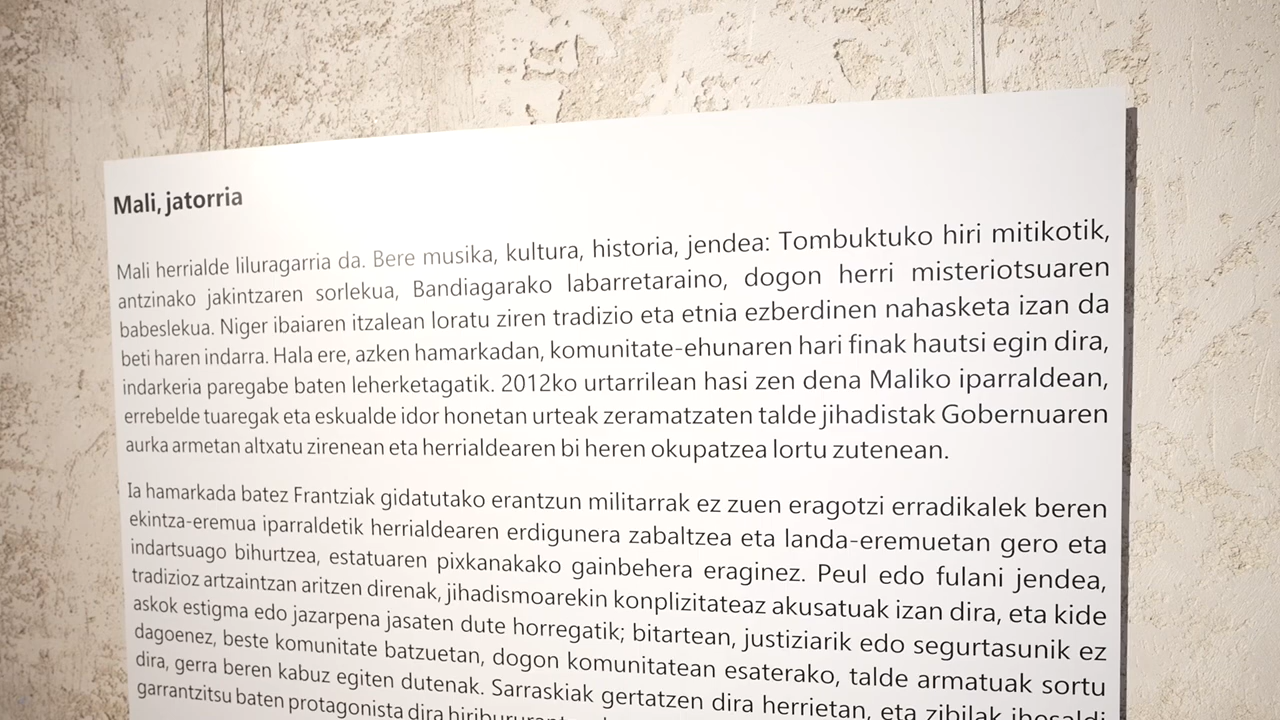 Mali, jatorria
Mali herrialde liluragarria da. Bere musika, kultura, historia, jendea: Tombuktuko hiri mitikotik,
antzinako jakintzaren sorlekua, Bandiagarako labarretaraino, dogon herri misteriotsuaren
babeslekua. Niger ibaiaren itzalean loratu ziren tradizio eta etnia ezberdinen nahasketa izan da
beti haren indarra. Hala ere, azken hamarkadan, komunitate-ehunaren hari finak hautsi egin dira,
indarkeria paregabe baten leherketagatik. 2012ko urtarrilean hasi zen dena Maliko iparraldean,
errebelde tuaregak eta eskualde idor honetan urteak zeramatzaten talde jihadistak Gobernuaren
aurka armetan altxatu zirenean eta herrialdearen bi heren okupatzea lortu zutenean.
Ia hamarkada batez Frantziak gidatutako erantzun militarrak ez zuen eragotzi erradikalek beren
ekintza-eremua iparraldetik herrialdearen erdigunera zabaltzea eta landa-eremuetan gero eta
indartsuago bihurtzea, estatuaren pixkanakako gainbehera eraginez. Peul edo fulani jendea,
tradizioz artzaintzan aritzen direnak, jihadismoarekin konplizitateaz akusatuak izan dira, eta kide
askok estigma edo jazarpena jasaten dute horregatik; bitartean, justiziarik edo segurtasunik ez
dagoenez, beste komunitate batzuetan, dogon komunitatean esaterako, talde armatuak sortu
dira, gerra beren kabuz egiten dutenak. Sarraskiak gertatzen dira herrietan, eta zibilak
garrantzitsu baten protagonista dira